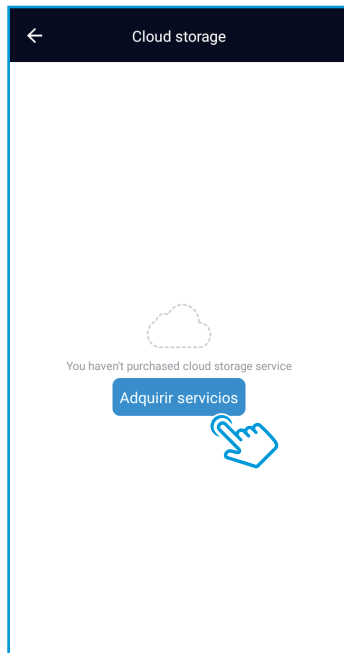 Cloud storage
You haven't purchased cloud storage service
Adquirir servicios